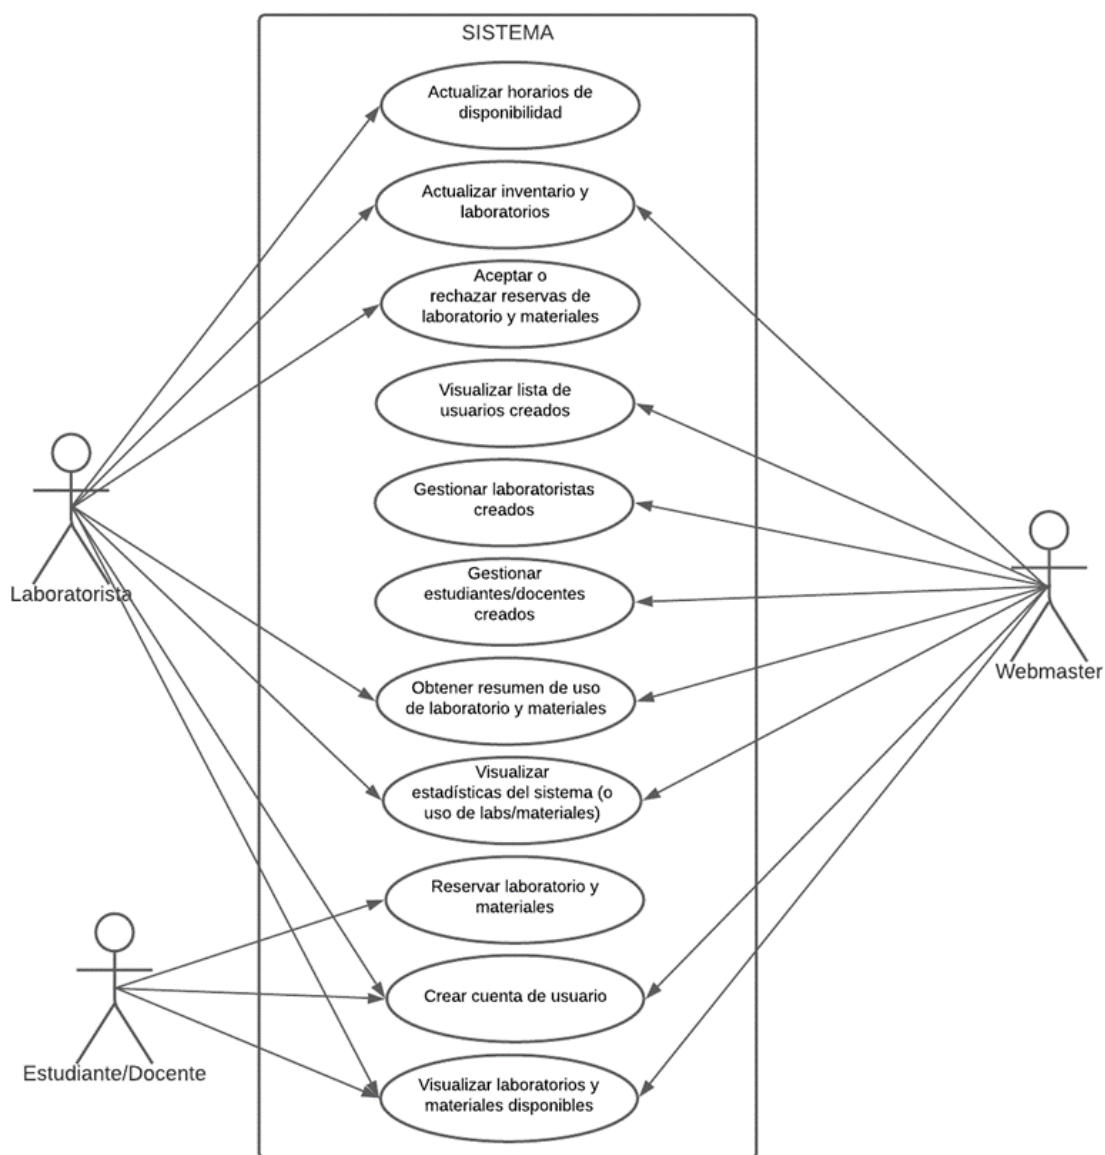 SISTEMA
Actualizar horarios de
disponibilidad
Actualizar inventario y
laboratorios
Aceptar o
rechazar reservas de
laboratorio y materiales
Visualizar lista de
usuarios creados
Gestionar laboratoristas
creados
Gestionar
estudiantes/docentes
creados
Laboratorista
Webmaster
Obtener resumen de uso
de laboratorio y materiales
Visualizar
estadísticas del sistema (o
uso de labs/materiales)
Reservar laboratorio y
materiales
Crear cuenta de usuario
Estudiante/Docente
Visualizar laboratorios y
materiales disponibles